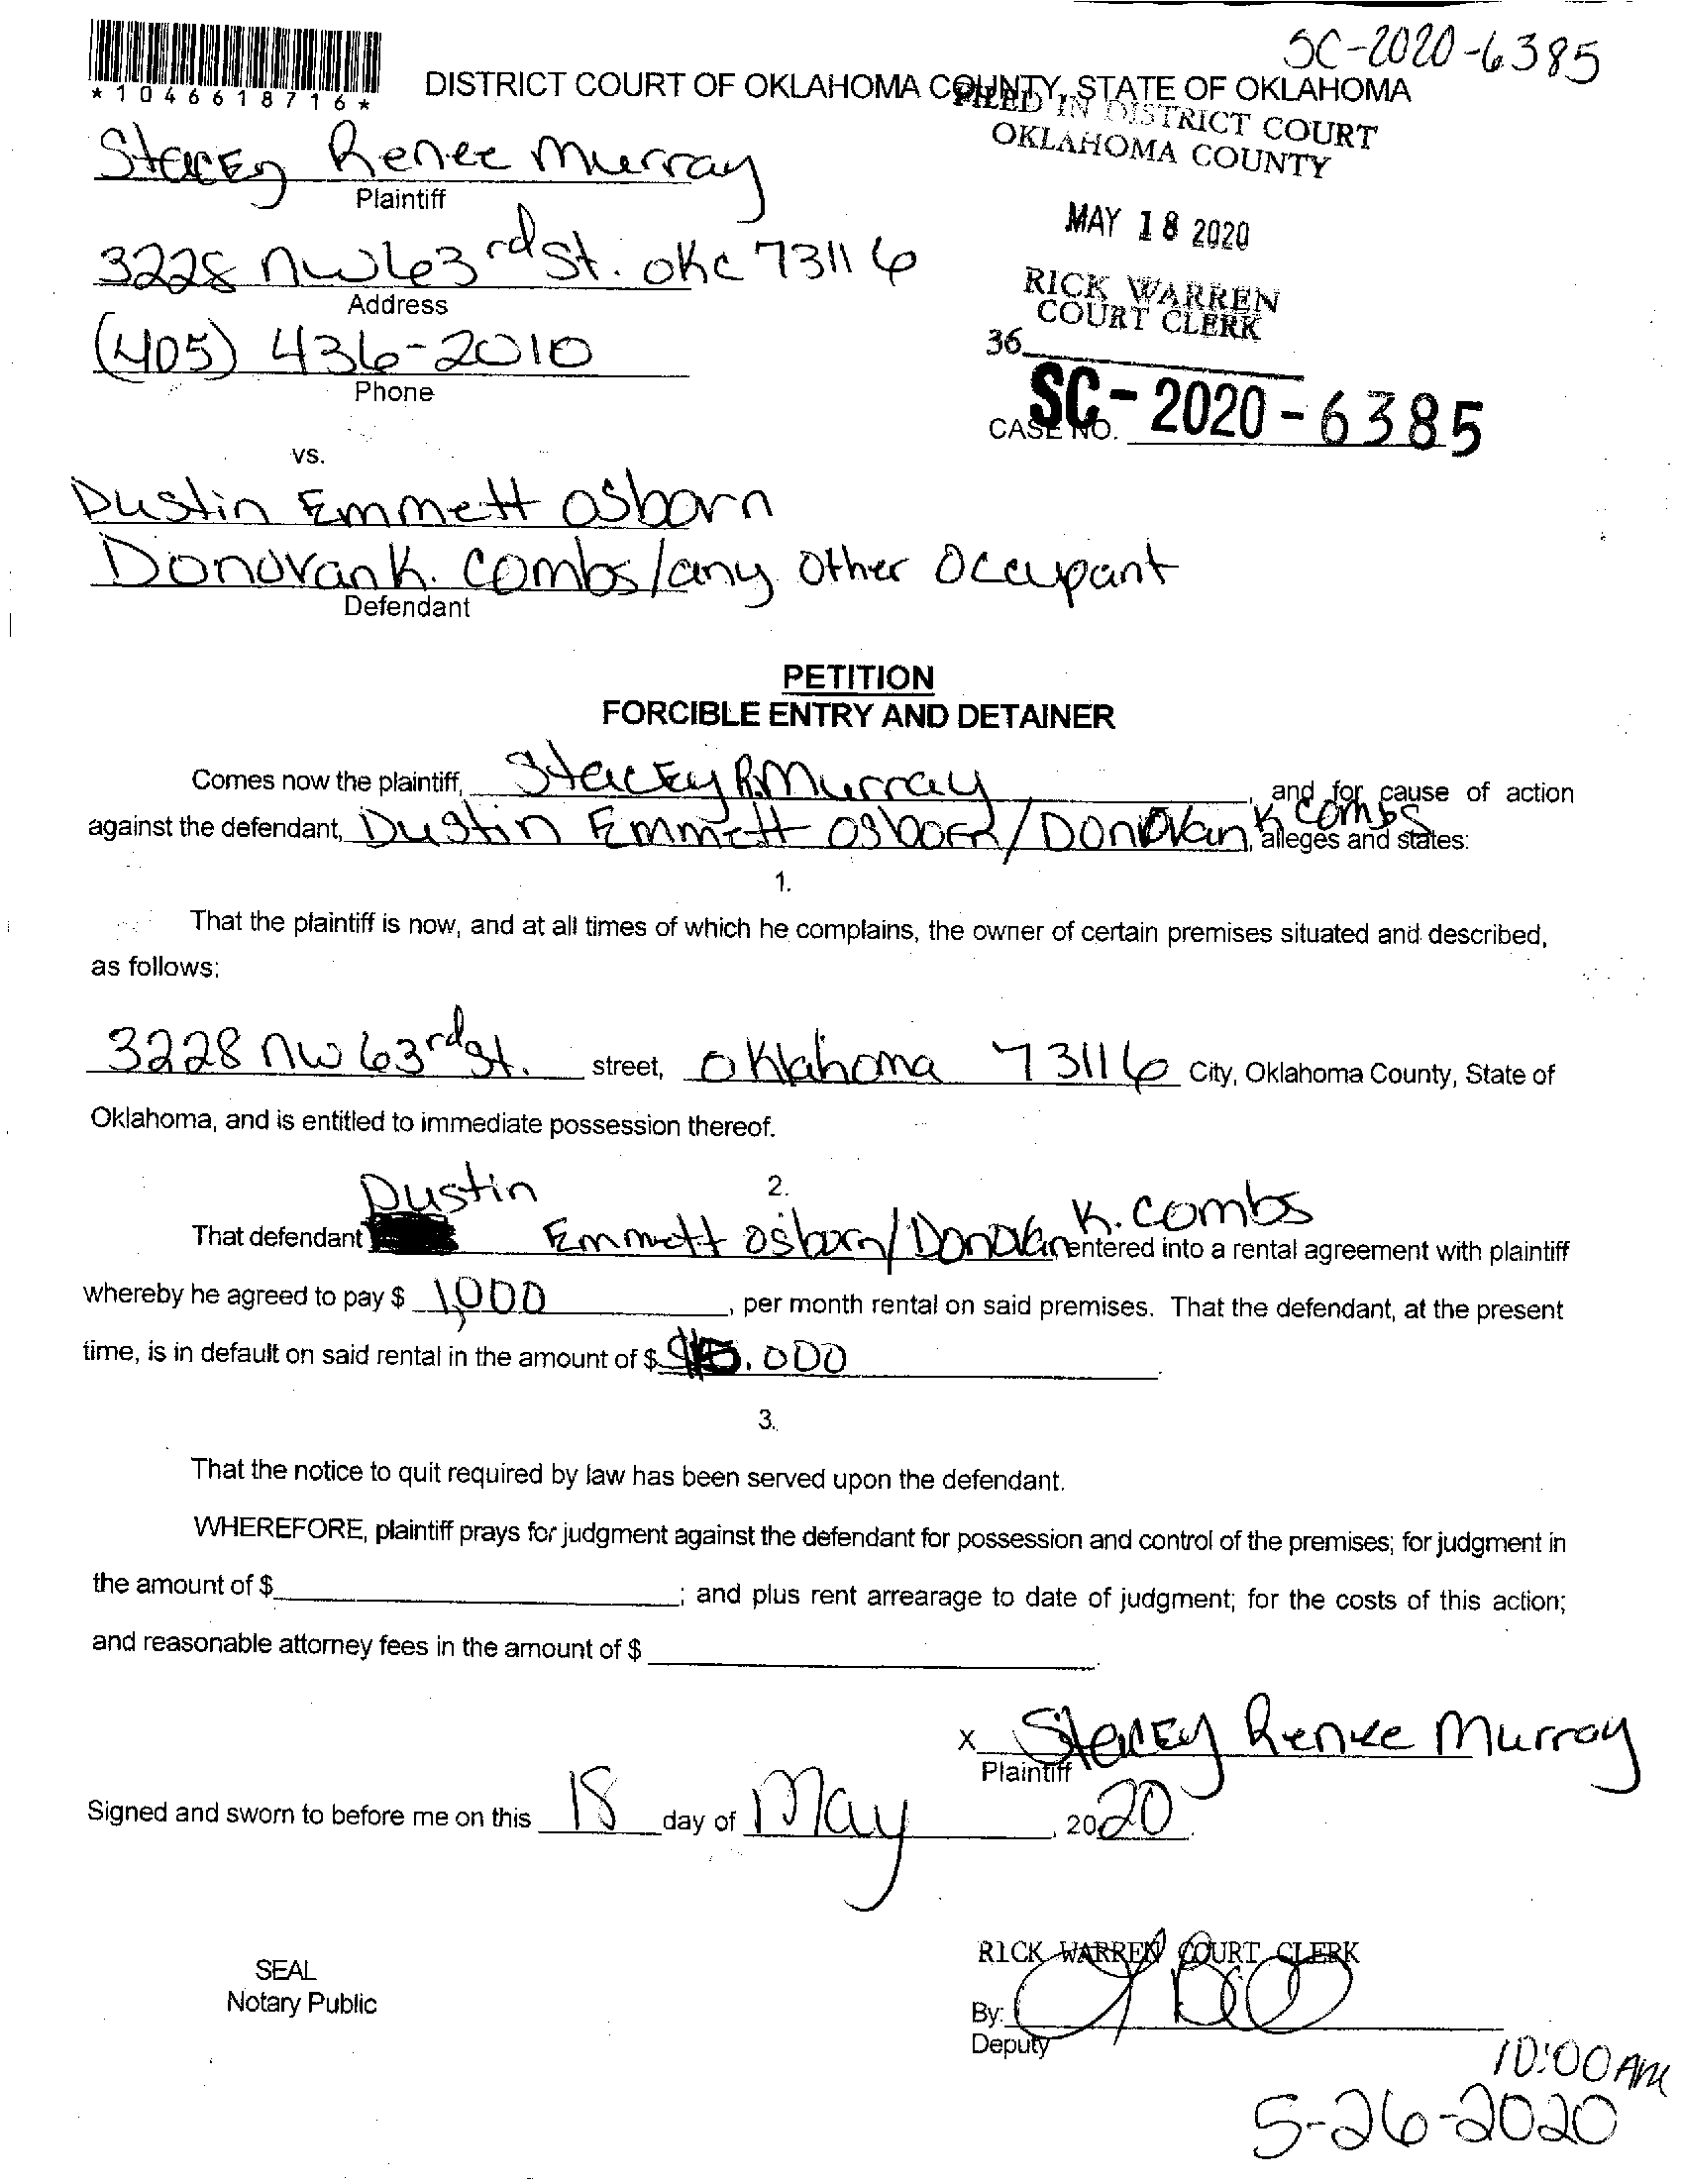 SC-2020-6385
*1046618716*
DISTRICT COURT OF OKLAHOMA COUNTY, STATE OF OKLAHOMA
FILED IN DISTRICT COURT
OKLAHOMA COUNTY
Stacey Renee Murray
Plaintiff
MAY 18 2020
3228 NW 63rd St. OKC 73116
Address
RICK WARREN
COURT CLERK
(405) 436-2010
Phone
36
CASE NO. SC-2020-6385
vs.
Dustin Emmett Osborn
Donovan K. Combs/any Other Occupant
Defendant
PETITION
FORCIBLE ENTRY AND DETAINER
Comes now the plaintiff, Stacey R. Murray, and for cause of action
against the defendant, Dustin Emmett Osborn/Donovan K Combs, alleges and states:
1.
That the plaintiff is now, and at all times of which he complains, the owner of certain premises situated and described,
as follows:
3228 NW 63rd St. street, Oklahoma 73116 City, Oklahoma County, State of
Oklahoma, and is entitled to immediate possession thereof.
2.
That defendant Dustin Emmett Osborn/Donovan K. Combs entered into a rental agreement with plaintiff
whereby he agreed to pay $ 1,000, per month rental on said premises. That the defendant, at the present
time, is in default on said rental in the amount of $ .000
3.
That the notice to quit required by law has been served upon the defendant.
WHEREFORE, plaintiff prays for judgment against the defendant for possession and control of the premises; for judgment in
the amount of $ ; and plus rent arrearage to date of judgment; for the costs of this action;
and reasonable attorney fees in the amount of $ .
X Stacey Renee Murray
Plaintiff
Signed and sworn to before me on this 18 day of May, 2020.
RICK WARREN COURT CLERK
SEAL
Notary Public
By:
Deputy
10:00 AM
5-26-2020